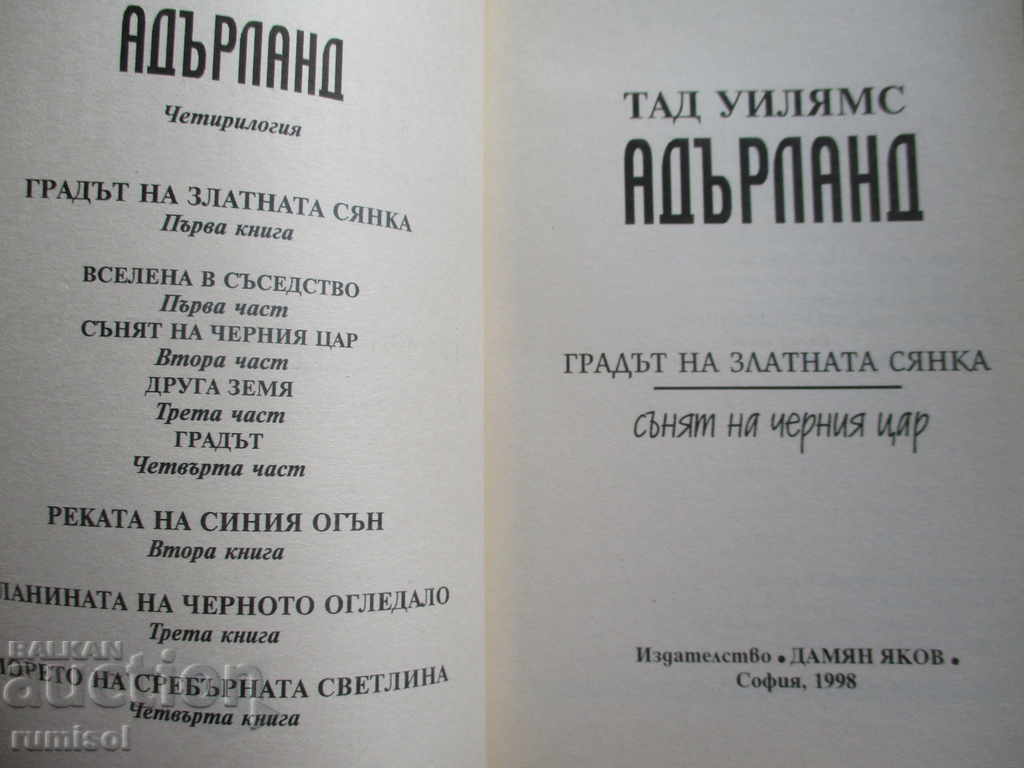 АДЪРЛАНД
Четирилогия
ГРАДЪТ НА ЗЛАТНАТА СЯНКА
Първа книга
ВСЕЛЕНА В СЪСЕДСТВО
Първа част
СЪНЯТ НА ЧЕРНИЯ ЦАР
Втора част
ДРУГА ЗЕМЯ
Трета част
ГРАДЪТ
Четвърта част
РЕКАТА НА СИНИЯ ОГЪН
Втора книга
ЛАНИНАТА НА ЧЕРНОТО ОГЛЕДАЛО
Трета книга
МОРЕТО НА СРЕБЪРНАТА СВЕТЛИНА
Четвърта книга
ТАД УИЛЯМС
АДЪРЛАНД
ГРАДЪТ НА ЗЛАТНАТА СЯНКА
сънят на черния цар
Издателство • ДАМЯН ЯКОВ •
София, 1998
BALKAN
auction
rumisol